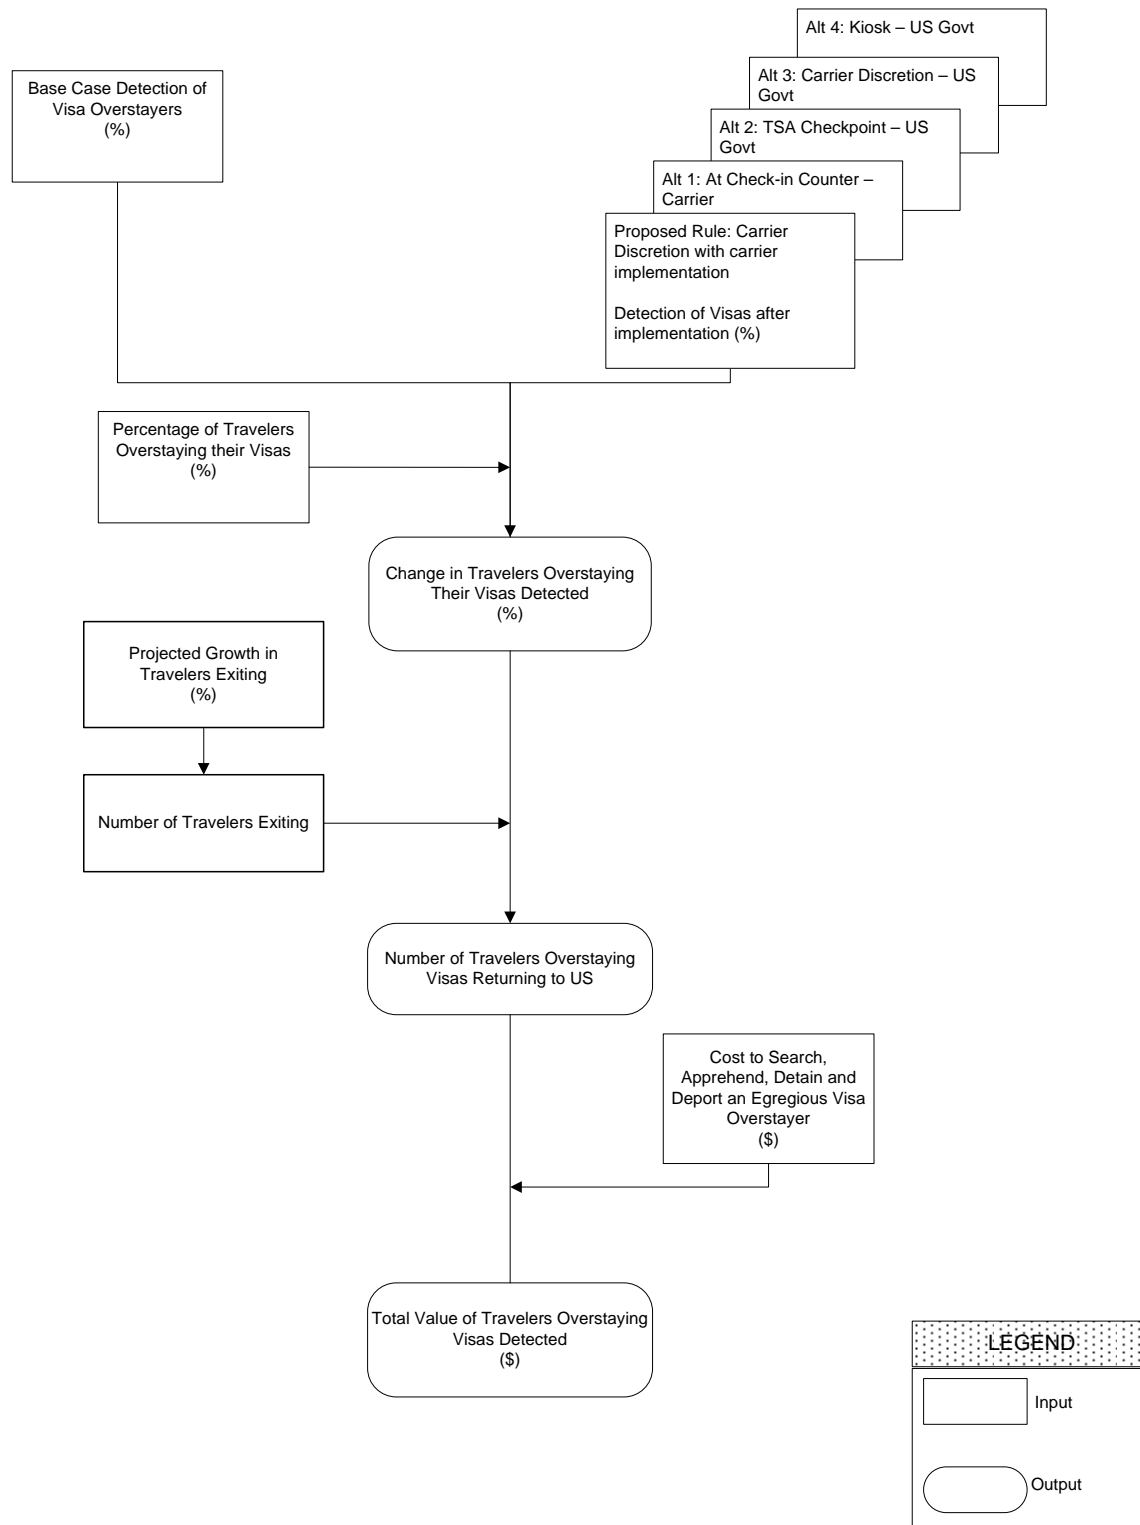 Alt 4: Kiosk – US Govt
Alt 3: Carrier Discretion – US
Govt
Alt 2: TSA Checkpoint – US
Govt
Alt 1: At Check-in Counter –
Carrier
Proposed Rule: Carrier
Discretion with carrier
implementation
Detection of Visas after
implementation (%)
Base Case Detection of
Visa Overstayers
(%)
Percentage of Travelers
Overstaying their Visas
(%)
Change in Travelers Overstaying
Their Visas Detected
(%)
Projected Growth in
Travelers Exiting
(%)
Number of Travelers Exiting
Number of Travelers Overstaying
Visas Returning to US
Cost to Search,
Apprehend, Detain and
Deport an Egregious Visa
Overstayer
($)
Total Value of Travelers Overstaying
Visas Detected
($)
LEGEND
Input
Output